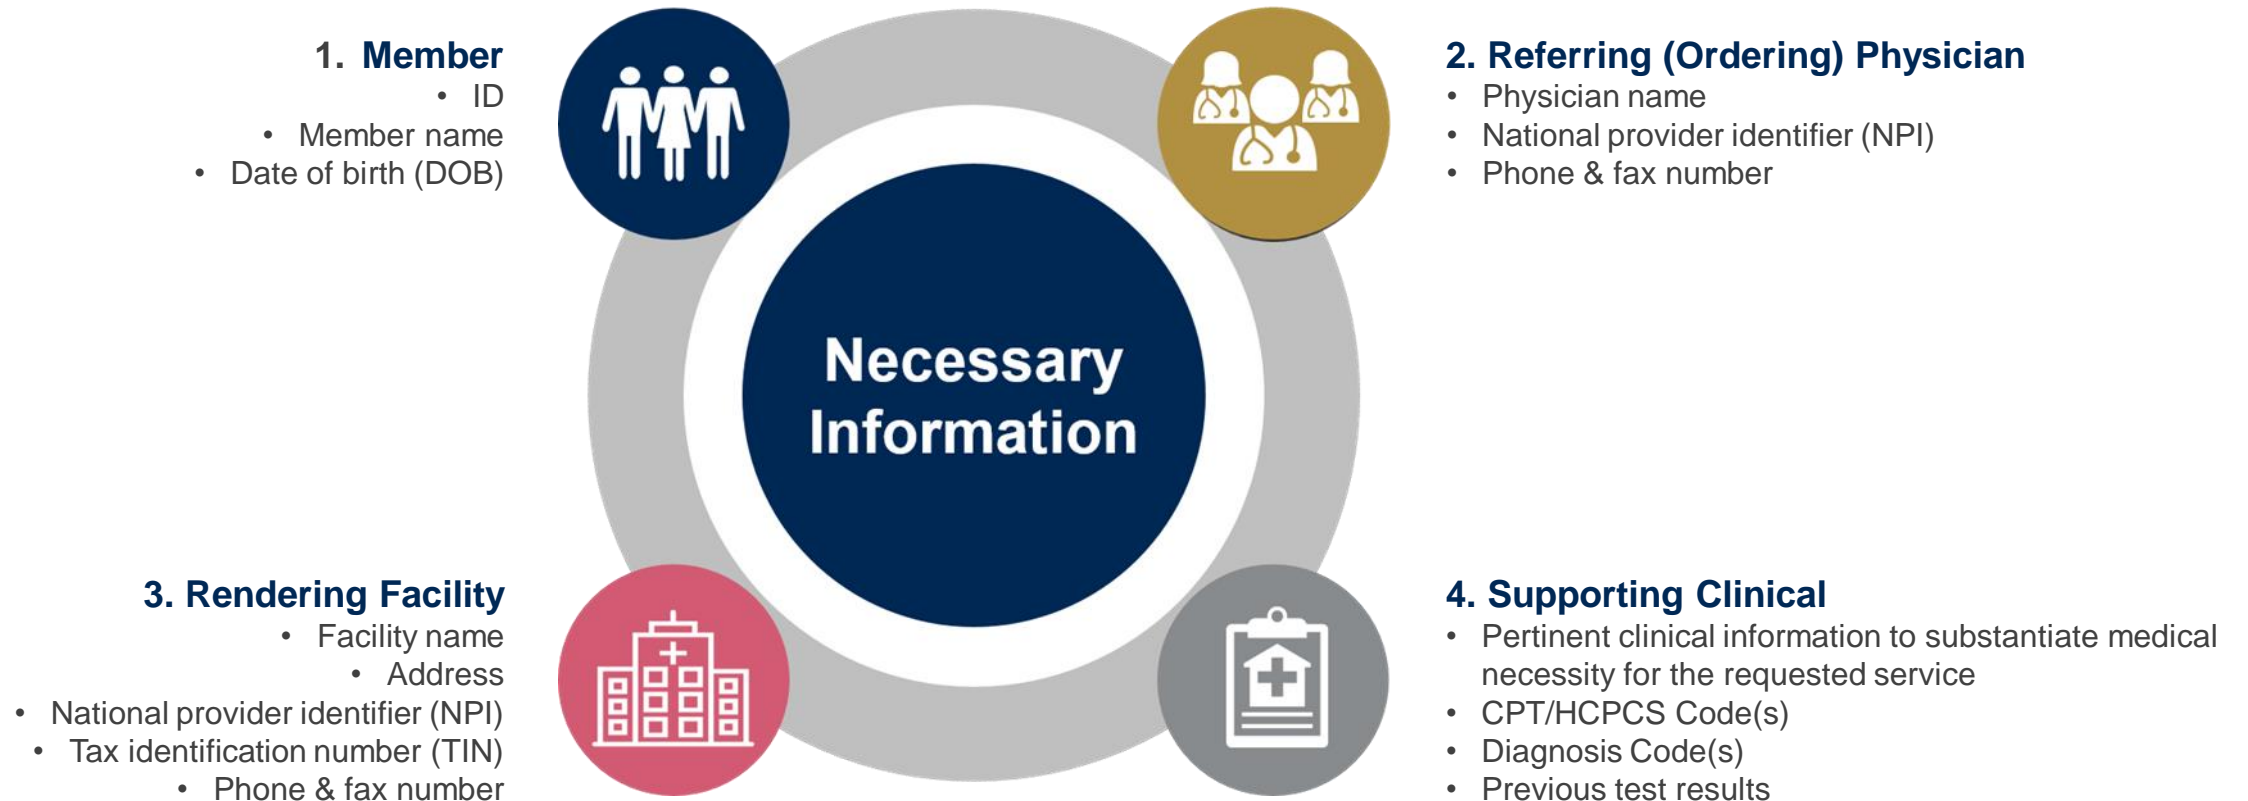 1. Member
• ID
• Member name
• Date of birth (DOB)
2. Referring (Ordering) Physician
• Physician name
• National provider identifier (NPI)
• Phone & fax number
Necessary
Information
3. Rendering Facility
• Facility name
• Address
• National provider identifier (NPI)
• Tax identification number (TIN)
• Phone & fax number
4. Supporting Clinical
• Pertinent clinical information to substantiate medical
necessity for the requested service
• CPT/HCPCS Code(s)
• Diagnosis Code(s)
• Previous test results